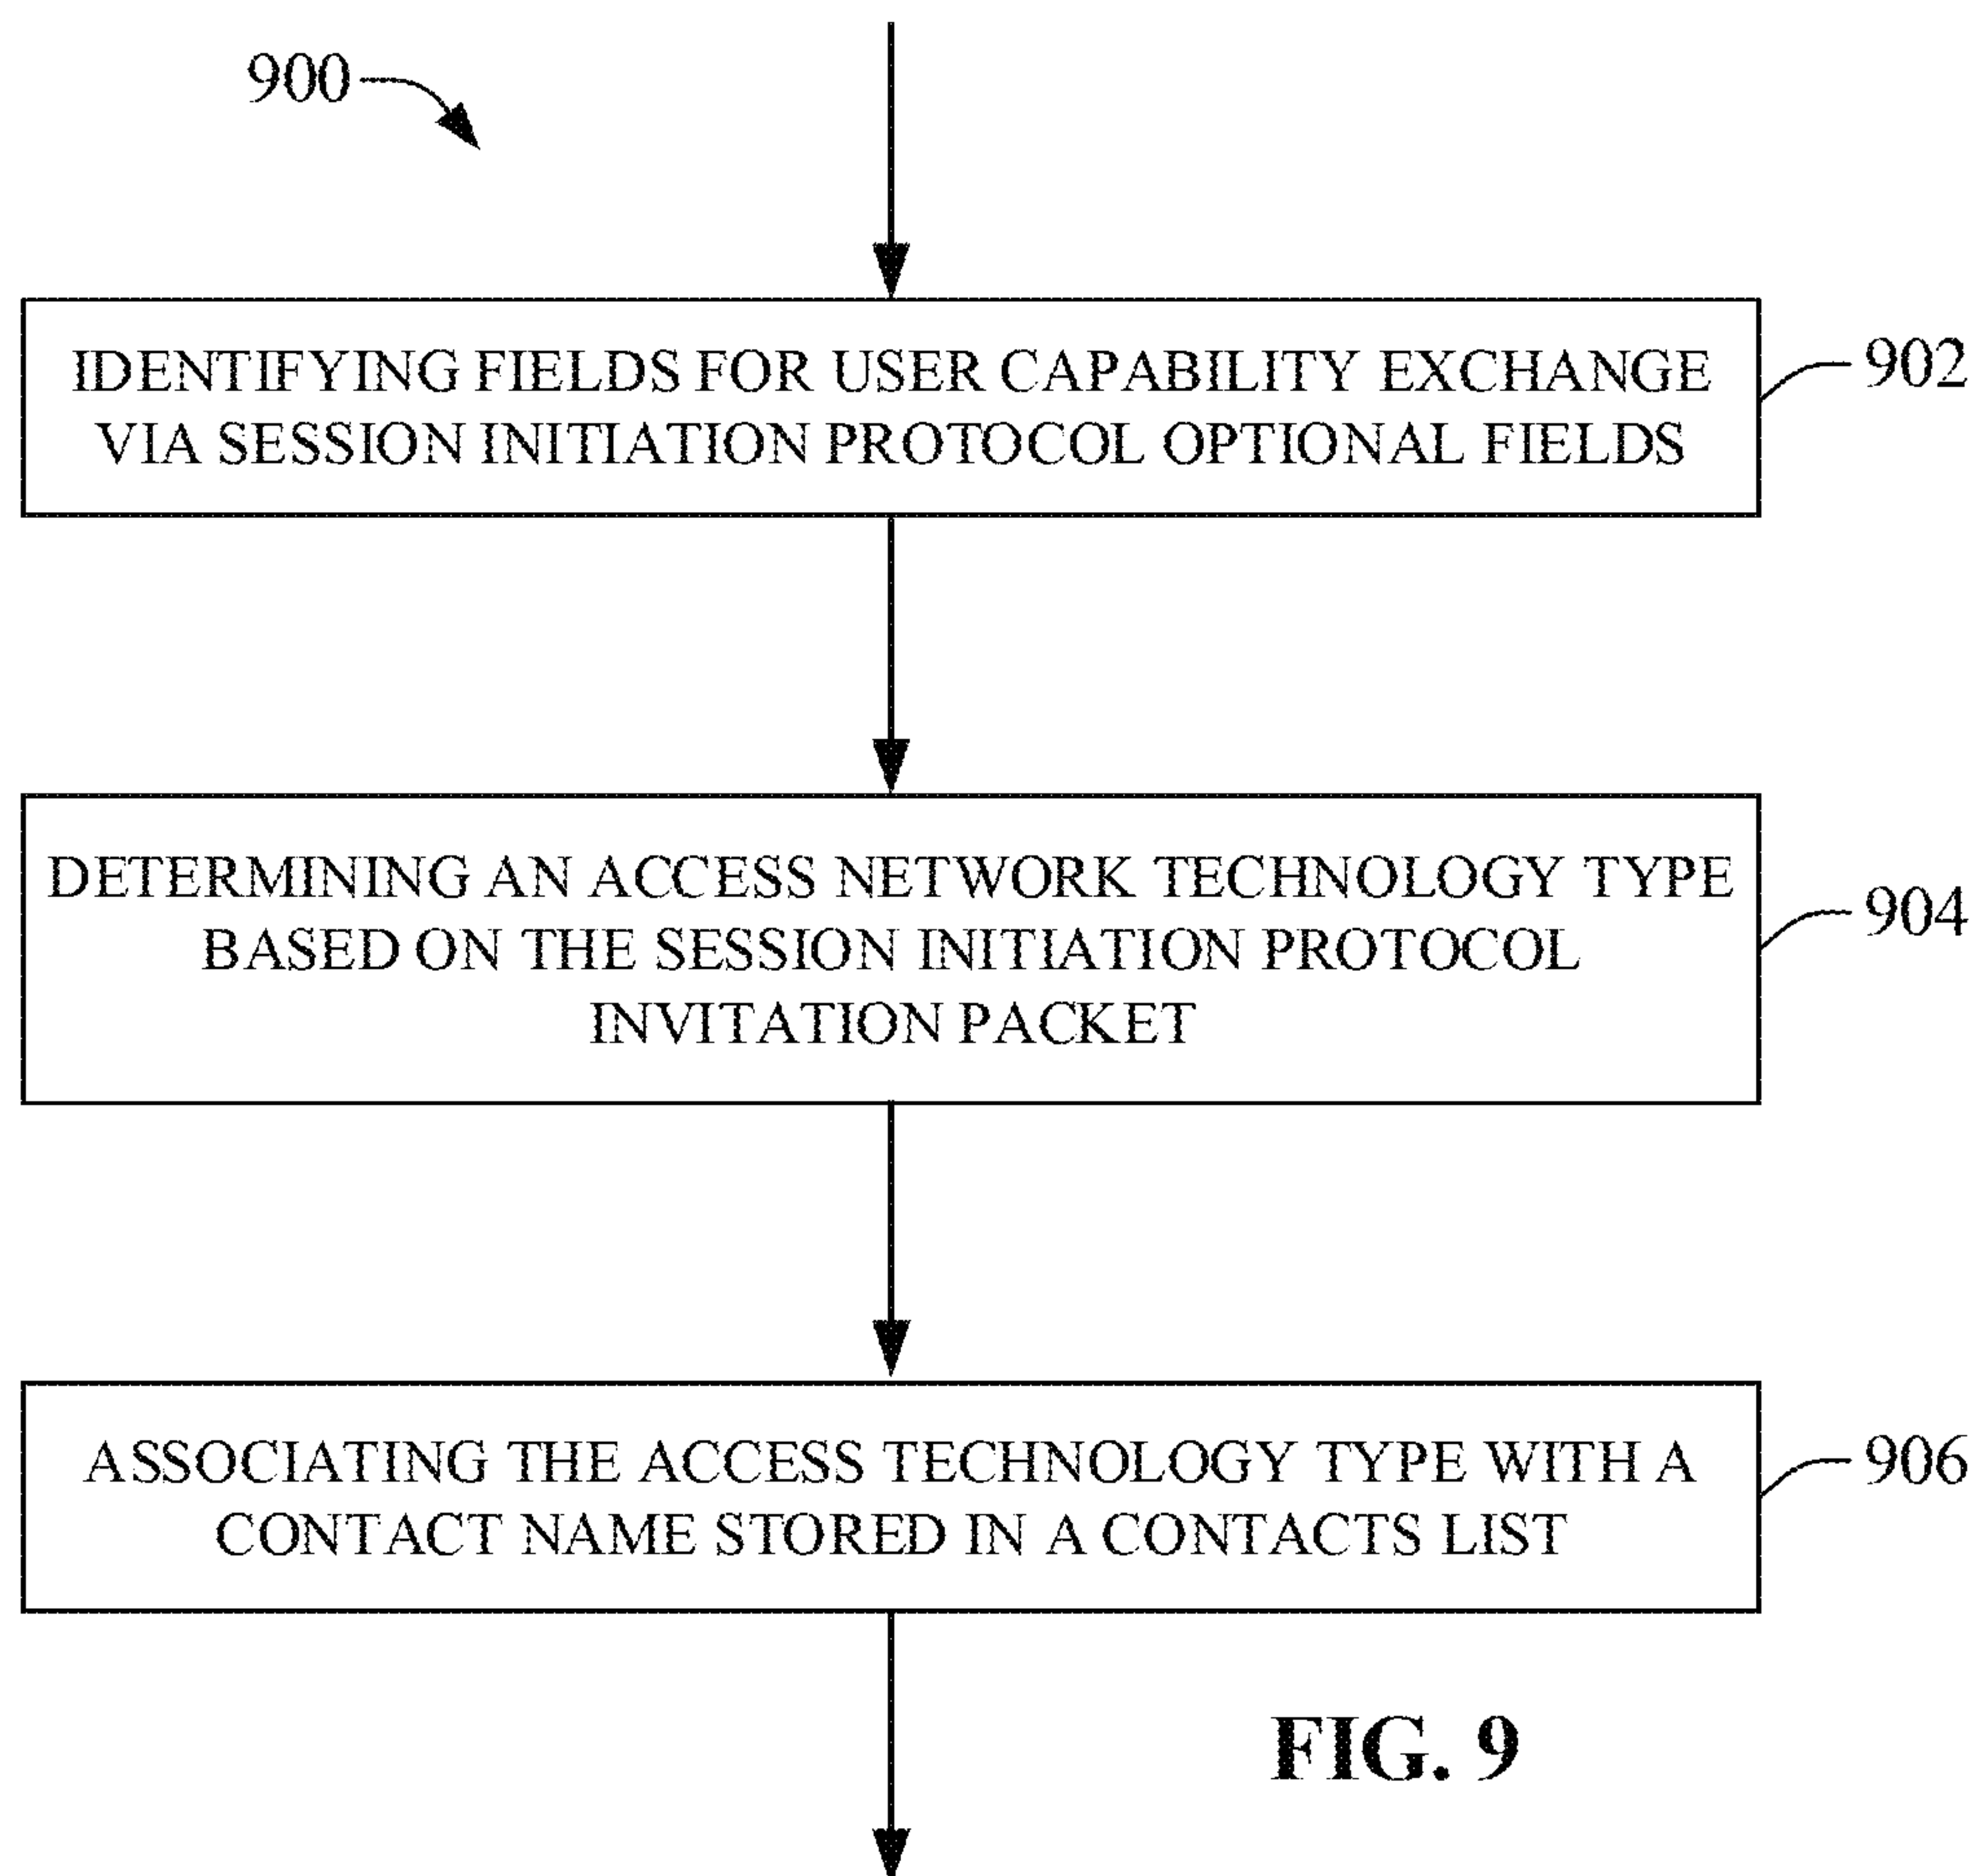 900
IDENTIFYING FIELDS FOR USER CAPABILITY EXCHANGE
VIA SESSION INITIATION PROTOCOL OPTIONAL FIELDS
902
DETERMINING AN ACCESS NETWORK TECHNOLOGY TYPE
BASED ON THE SESSION INITIATION PROTOCOL
INVITATION PACKET
904
ASSOCIATING THE ACCESS TECHNOLOGY TYPE WITH A
CONTACT NAME STORED IN A CONTACTS LIST
906
FIG. 9